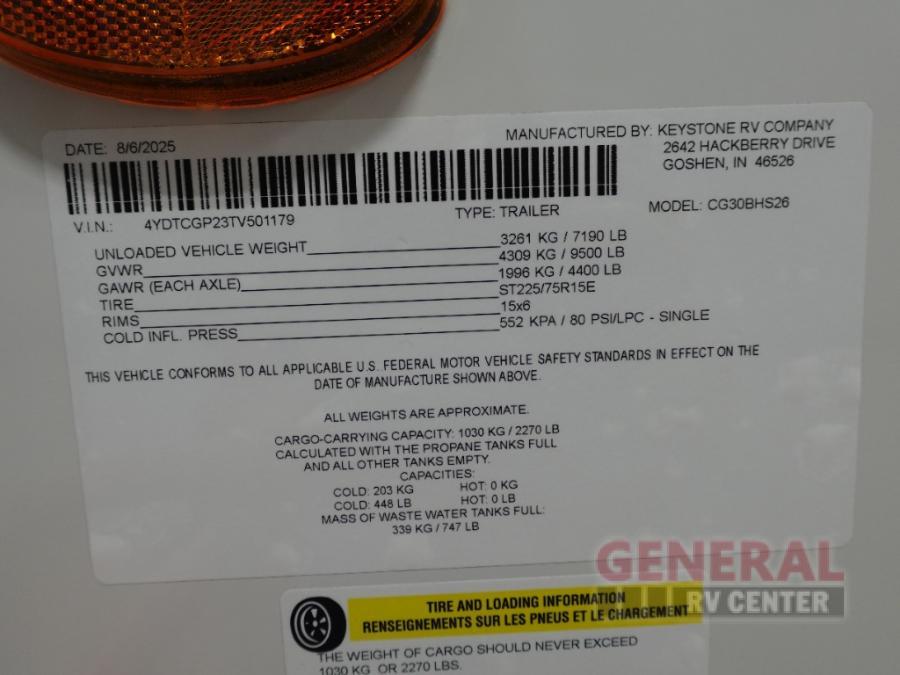 DATE: 8/6/2025
MANUFACTURED BY: KEYSTONE RV COMPANY
2642 HACKBERRY DRIVE
GOSHEN, IN 46526
V.I.N.: 4YDTCGP23TV501179 TYPE: TRAILER MODEL: CG30BHS26
UNLOADED VEHICLE WEIGHT 3261 KG / 7190 LB
GVWR 4309 KG / 9500 LB
GAWR (EACH AXLE) 1996 KG / 4400 LB
TIRE ST225/75R15E
RIMS 15x6
COLD INFL. PRESS 552 KPA / 80 PSI/LPC - SINGLE
THIS VEHICLE CONFORMS TO ALL APPLICABLE U.S. FEDERAL MOTOR VEHICLE SAFETY STANDARDS IN EFFECT ON THE
DATE OF MANUFACTURE SHOWN ABOVE.
ALL WEIGHTS ARE APPROXIMATE.
CARGO-CARRYING CAPACITY: 1030 KG / 2270 LB
CALCULATED WITH THE PROPANE TANKS FULL
AND ALL OTHER TANKS EMPTY.
CAPACITIES:
COLD: 203 KG HOT: 0 KG
COLD: 448 LB HOT: 0 LB
MASS OF WASTE WATER TANKS FULL:
339 KG / 747 LB
GENERAL
RV CENTER
TIRE AND LOADING INFORMATION
RENSEIGNEMENTS SUR LES PNEUS ET LE CHARGEMENT
THE WEIGHT OF CARGO SHOULD NEVER EXCEED
1030 KG OR 2270 LBS.